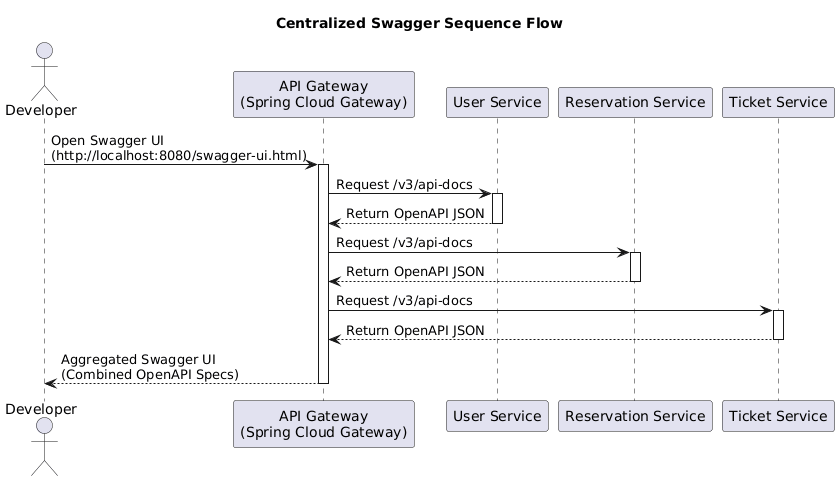 Centralized Swagger Sequence Flow
Developer
API Gateway
(Spring Cloud Gateway)
User Service
Reservation Service
Ticket Service
Open Swagger UI
(http://localhost:8080/swagger-ui.html)
Request /v3/api-docs
Return OpenAPI JSON
Request /v3/api-docs
Return OpenAPI JSON
Request /v3/api-docs
Return OpenAPI JSON
Aggregated Swagger UI
(Combined OpenAPI Specs)
Developer
API Gateway
(Spring Cloud Gateway)
User Service
Reservation Service
Ticket Service